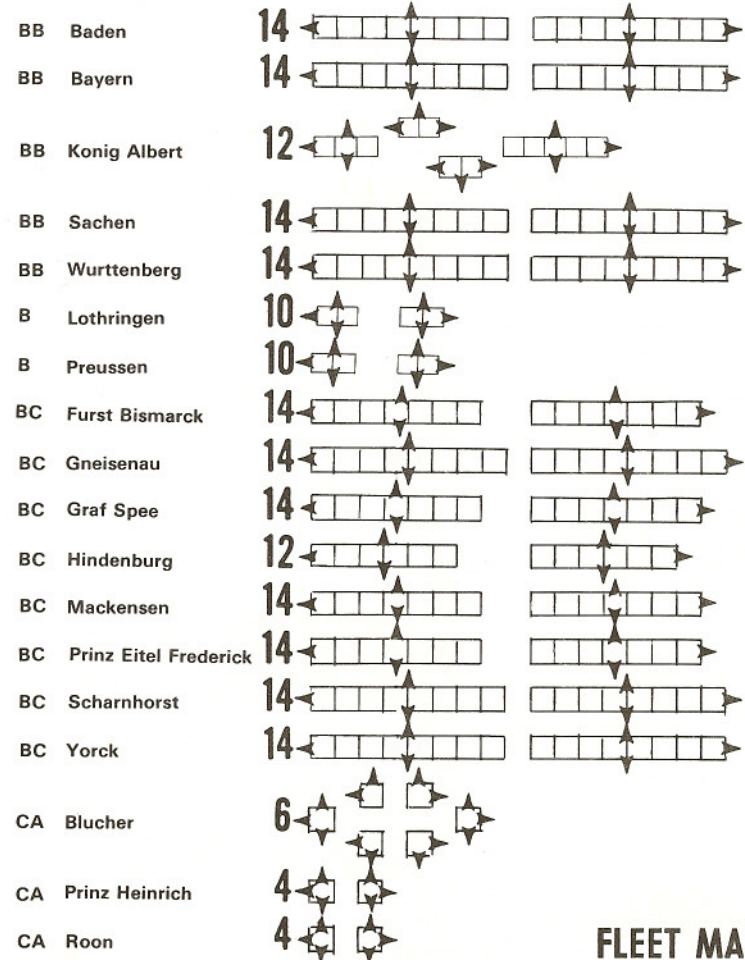 BB Baden 14
BB Bayern 14
BB Konig Albert 12
BB Sachen 14
BB Wurttenberg 14
B Lothringen 10
B Preussen 10
BC Furst Bismarck 14
BC Gneisenau 14
BC Graf Spee 14
BC Hindenburg 12
BC Mackensen 14
BC Prinz Eitel Frederick 14
BC Scharnhorst 14
BC Yorck 14
CA Blucher 6
CA Prinz Heinrich 4
CA Roon 4
FLEET MA